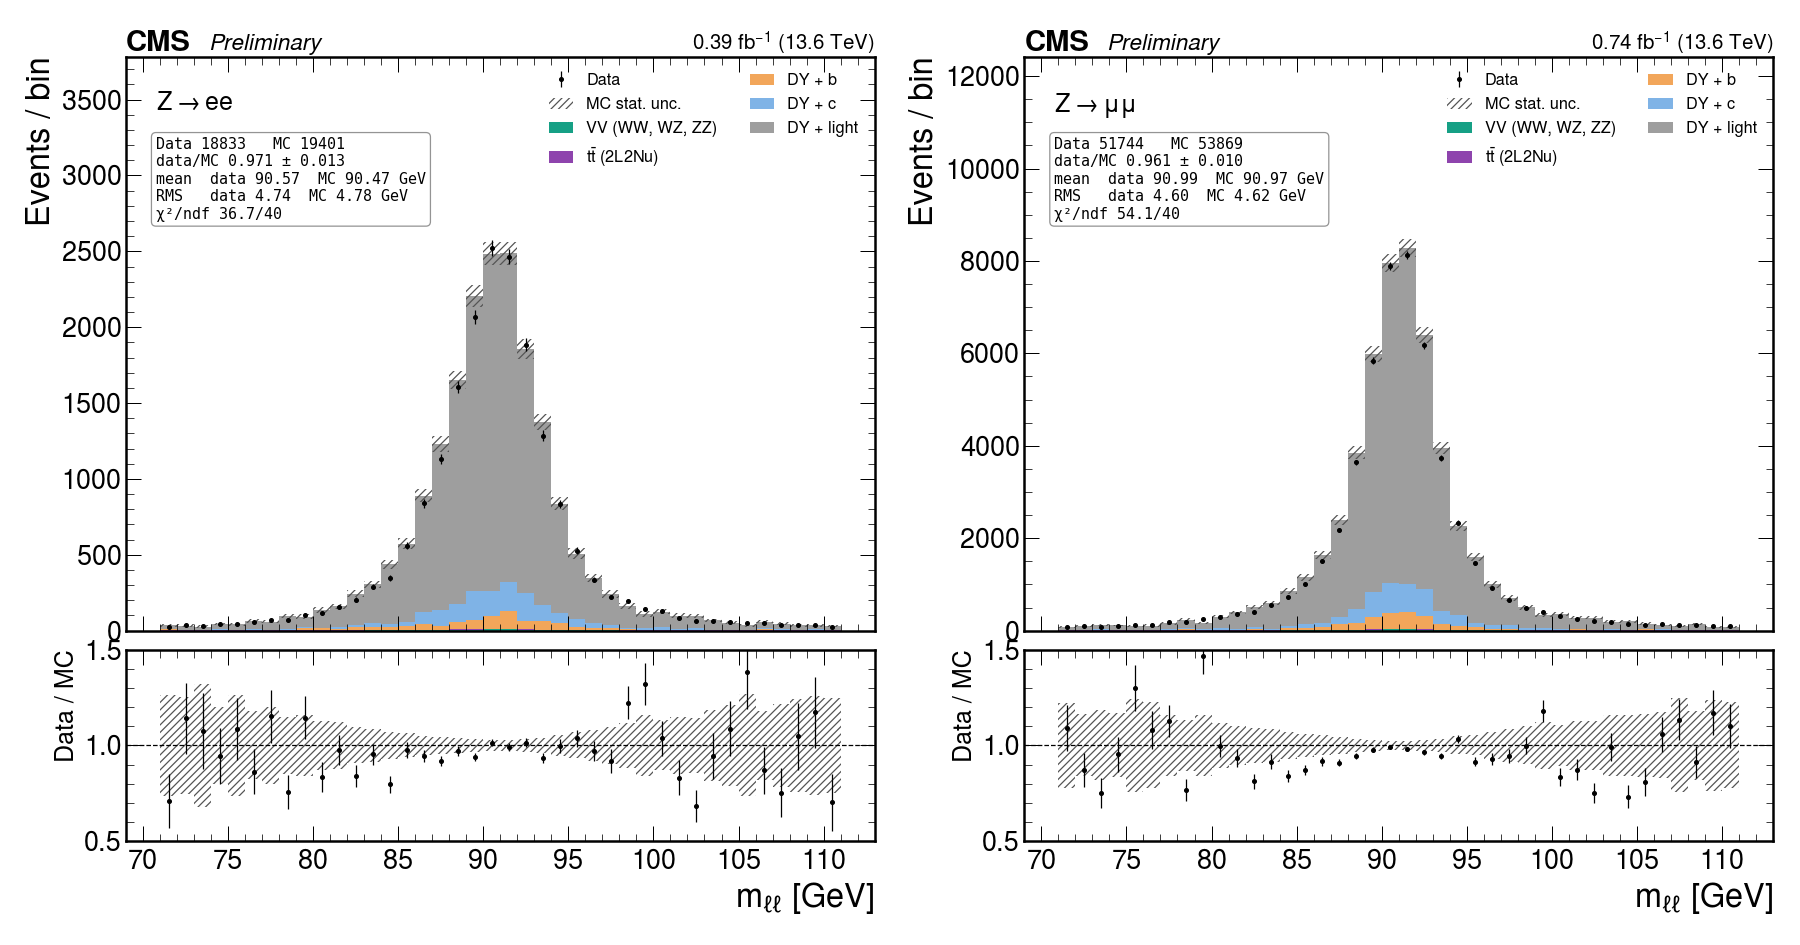 CMS Preliminary 0.39 fb⁻¹ (13.6 TeV)
Events / bin
Z → ee
Data 18833   MC 19401
data/MC 0.971 ± 0.013
mean  data 90.57  MC 90.47 GeV
RMS   data 4.74  MC 4.78 GeV
χ²/ndf 36.7/40
Data
MC stat. unc.
VV (WW, WZ, ZZ)
tt̄ (2L2Nu)
DY + b
DY + c
DY + light
3500
3000
2500
2000
1500
1000
500
0
Data / MC
1.5
1.0
0.5
70 75 80 85 90 95 100 105 110
mℓℓ [GeV]
CMS Preliminary 0.74 fb⁻¹ (13.6 TeV)
Events / bin
Z → μμ
Data 51744   MC 53869
data/MC 0.961 ± 0.010
mean  data 90.99  MC 90.97 GeV
RMS   data 4.60  MC 4.62 GeV
χ²/ndf 54.1/40
Data
MC stat. unc.
VV (WW, WZ, ZZ)
tt̄ (2L2Nu)
DY + b
DY + c
DY + light
12000
10000
8000
6000
4000
2000
0
Data / MC
1.5
1.0
0.5
70 75 80 85 90 95 100 105 110
mℓℓ [GeV]